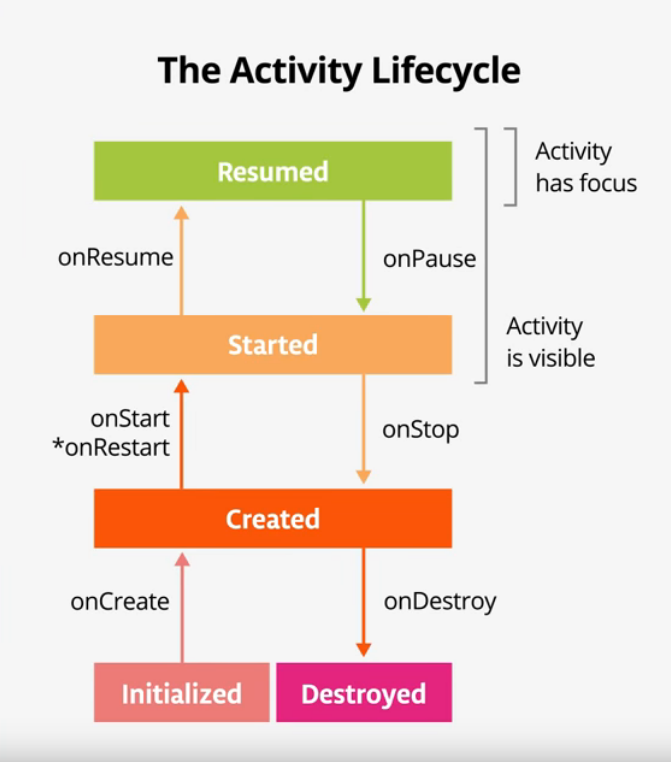 The Activity Lifecycle
Resumed
Activity
has focus
onResume
onPause
Started
Activity
is visible
onStart
*onRestart
onStop
Created
onCreate
onDestroy
Initialized
Destroyed